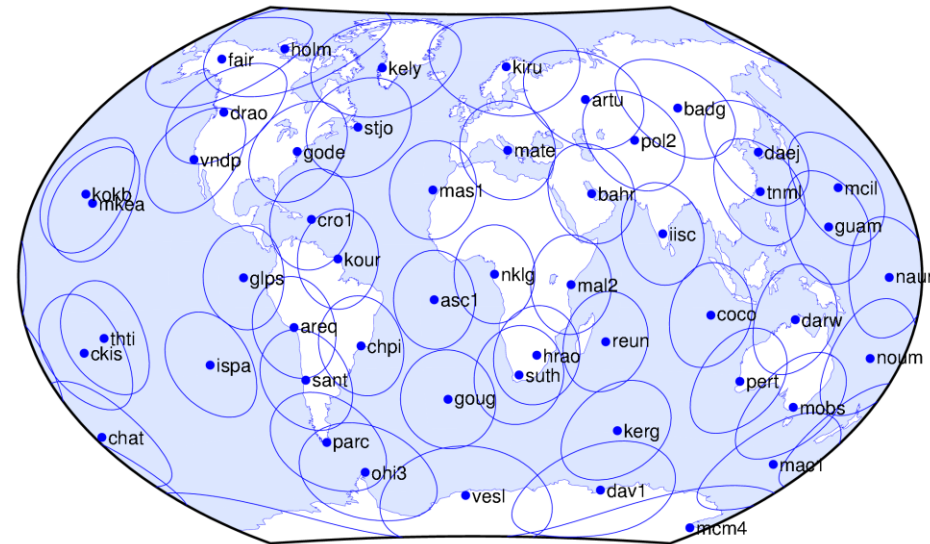 holm
fair
kely
kiru
artu
badg
drao
stjo
pol2
vndp
gode
mate
daej
kokb
mkea
mas1
bahr
tnml
mcil
cro1
guam
iisc
kour
glps
nklg
mal2
naur
asc1
coco
areq
darw
thti
ckis
chpi
reun
ispa
hrao
noum
sant
suth
pert
goug
mobs
chat
parc
kerg
mac1
ohi3
vesl
dav1
mcm4